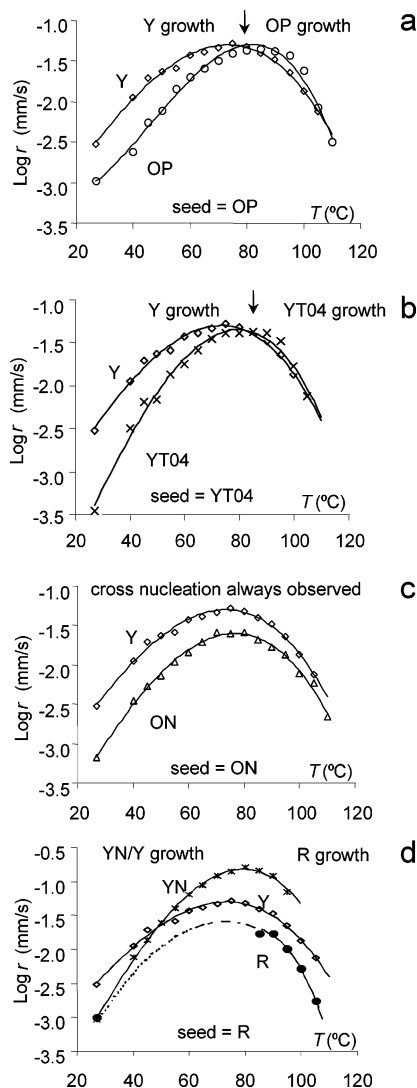 a
Y growth OP growth
-1.0
-1.5
-2.0
-2.5
-3.0
-3.5
Log r (mm/s)
Y
OP
seed = OP
T (ºC)
20 40 60 80 100 120
b
-1.0
-1.5
-2.0
-2.5
-3.0
-3.5
Log r (mm/s)
Y growth YT04 growth
Y
YT04
seed = YT04
T (ºC)
20 40 60 80 100 120
c
-1.0
-1.5
-2.0
-2.5
-3.0
-3.5
Log r (mm/s)
cross nucleation always observed
Y
ON
seed = ON
T (ºC)
20 40 60 80 100 120
d
-0.5
-1.0
-1.5
-2.0
-2.5
-3.0
-3.5
Log r (mm/s)
YN/Y growth R growth
YN
Y
R
seed = R
T (ºC)
20 40 60 80 100 120